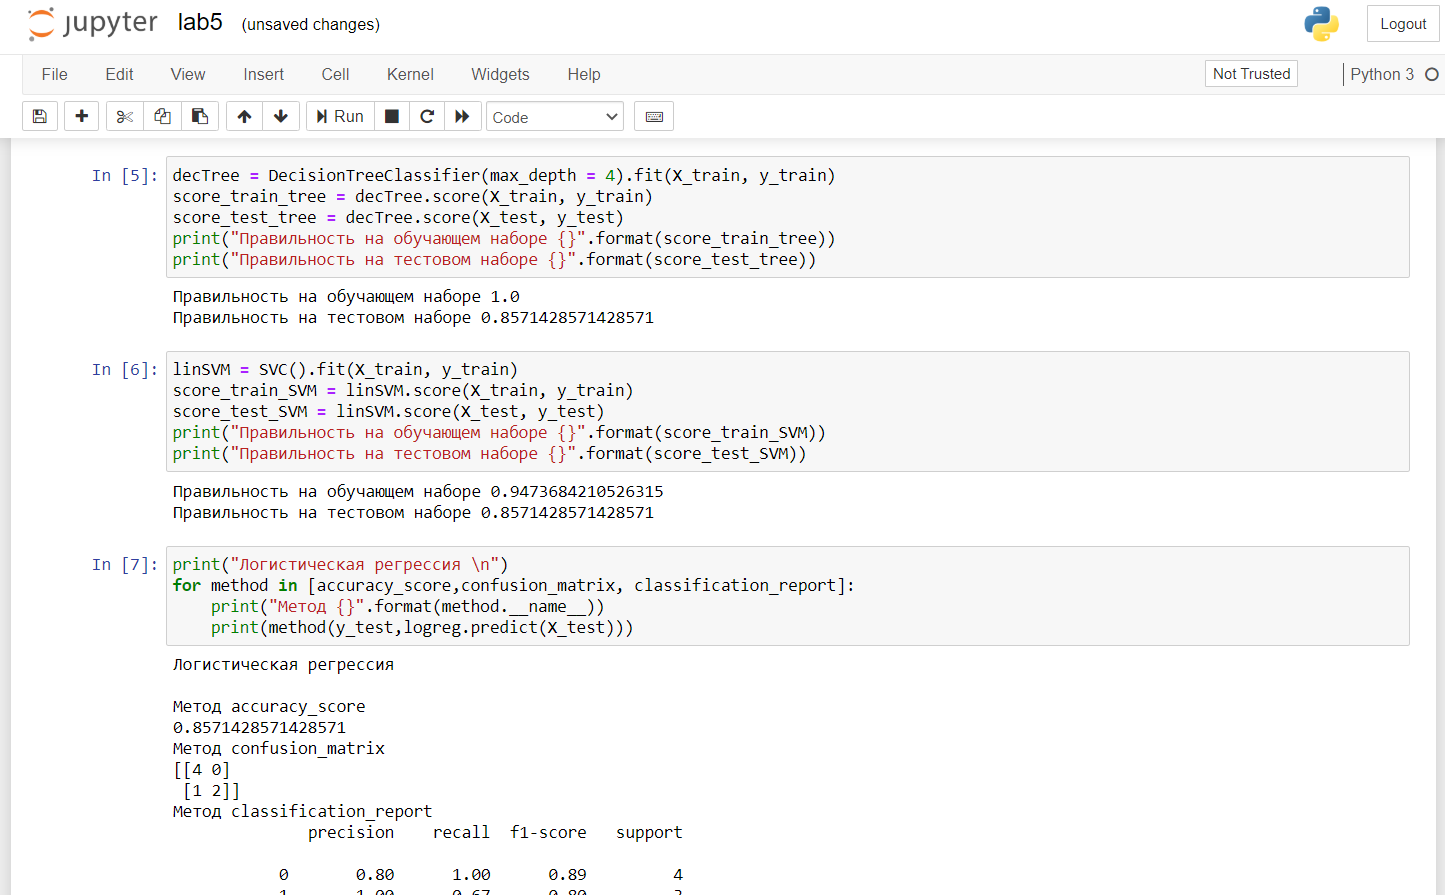 jupyter lab5 (unsaved changes) Logout
File Edit View Insert Cell Kernel Widgets Help Not Trusted Python 3
Run Code
In [5]: decTree = DecisionTreeClassifier(max_depth = 4).fit(X_train, y_train)
score_train_tree = decTree.score(X_train, y_train)
score_test_tree = decTree.score(X_test, y_test)
print("Правильность на обучающем наборе {}".format(score_train_tree))
print("Правильность на тестовом наборе {}".format(score_test_tree))
Правильность на обучающем наборе 1.0
Правильность на тестовом наборе 0.8571428571428571
In [6]: linSVM = SVC().fit(X_train, y_train)
score_train_SVM = linSVM.score(X_train, y_train)
score_test_SVM = linSVM.score(X_test, y_test)
print("Правильность на обучающем наборе {}".format(score_train_SVM))
print("Правильность на тестовом наборе {}".format(score_test_SVM))
Правильность на обучающем наборе 0.9473684210526315
Правильность на тестовом наборе 0.8571428571428571
In [7]: print("Логистическая регрессия \n")
for method in [accuracy_score,confusion_matrix, classification_report]:
    print("Метод {}".format(method.__name__))
    print(method(y_test,logreg.predict(X_test)))
Логистическая регрессия
Метод accuracy_score
0.8571428571428571
Метод confusion_matrix
[[4 0]
 [1 2]]
Метод classification_report
precision recall f1-score support
0 0.80 1.00 0.89 4
1 1.00 0.67 0.80 3